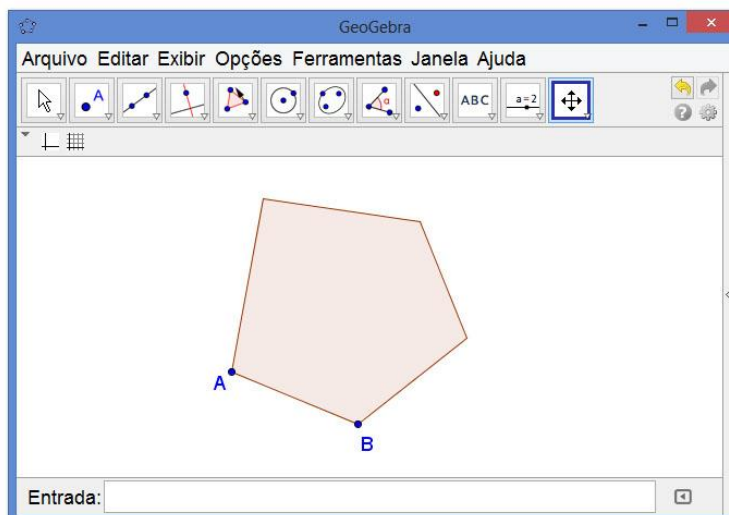 GeoGebra
Arquivo Editar Exibir Opções Ferramentas Janela Ajuda
A α ABC a=2
A
B
Entrada: